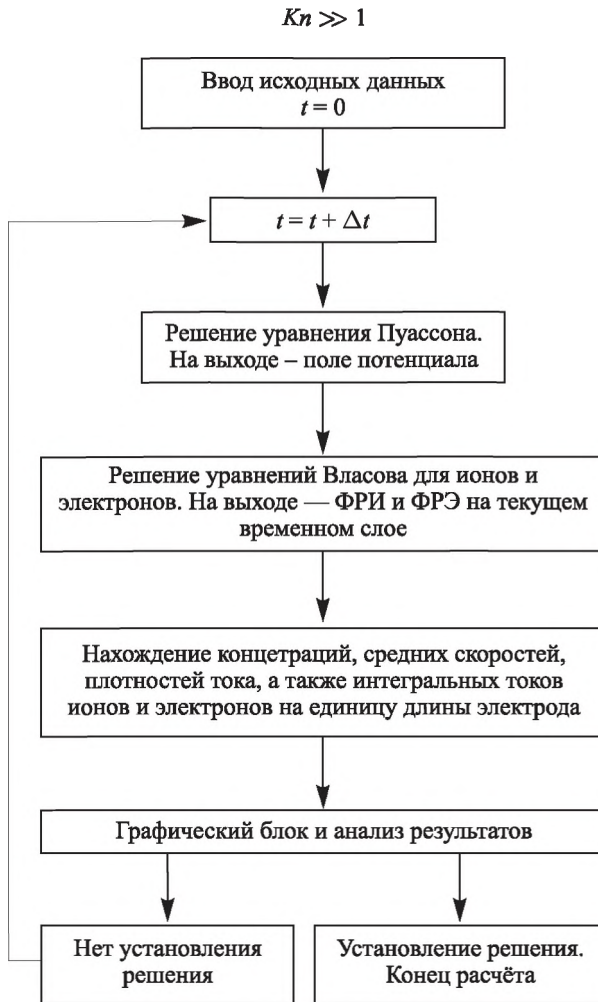 Kn >> 1
Ввод исходных данных
t = 0
t = t + Δt
Решение уравнения Пуассона.
На выходе – поле потенциала
Решение уравнений Власова для ионов и
электронов. На выходе — ФРИ и ФРЭ на текущем
временном слое
Нахождение концетраций, средних скоростей,
плотностей тока, а также интегральных токов
ионов и электронов на единицу длины электрода
Графический блок и анализ результатов
Нет установления
решения
Установление решения.
Конец расчёта